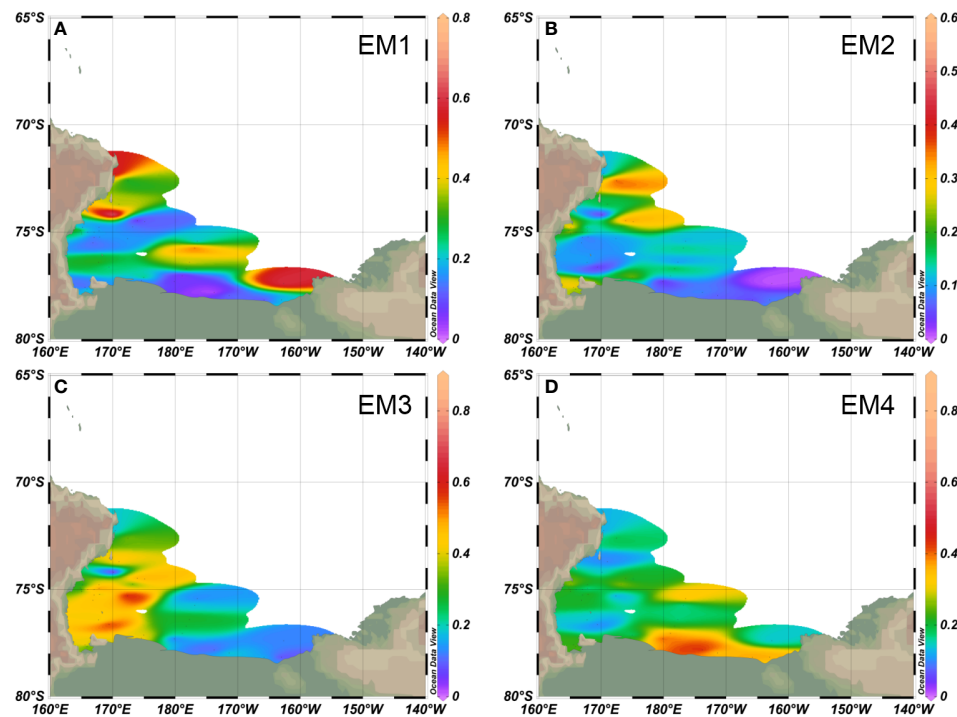 A
EM1
65°S
70°S
75°S
80°S
160°E
170°E
180°W
170°W
160°W
150°W
140°W
0.8
0.6
0.4
0.2
0
Ocean Data View
B
EM2
65°S
70°S
75°S
80°S
160°E
170°E
180°W
170°W
160°W
150°W
140°W
0.6
0.5
0.4
0.3
0.2
0.1
0
Ocean Data View
C
EM3
65°S
70°S
75°S
80°S
160°E
170°E
180°W
170°W
160°W
150°W
140°W
0.8
0.6
0.4
0.2
0
Ocean Data View
D
EM4
65°S
70°S
75°S
80°S
160°E
170°E
180°W
170°W
160°W
150°W
140°W
0.8
0.6
0.4
0.2
0
Ocean Data View